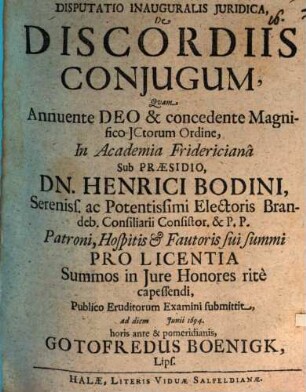 DISPUTATIO INAUGURALIS JURIDICA,
De
DISCORDIIS
CONJUGUM,
Quam
Annuente DEO & concedente Magni-
fico JCtorum Ordine,
In Academia Fridericianâ
Sub PRÆSIDIO,
DN. HENRICI BODINI,
Sereniss. ac Potentissimi Electoris Bran-
deb. Consiliarii Consistor. & P. P.
Patroni, Hospitis & Fautoris sui summi
PRO LICENTIA
Summos in Jure Honores ritè
capessendi,
Publico Eruditorum Examini submittit,
ad diem Junii 1694.
horis ante & pomeridianis,
GOTOFREDUS BOENIGK,
Lips.
HALÆ, LITERIS VIDUÆ SALFELDIANÆ.